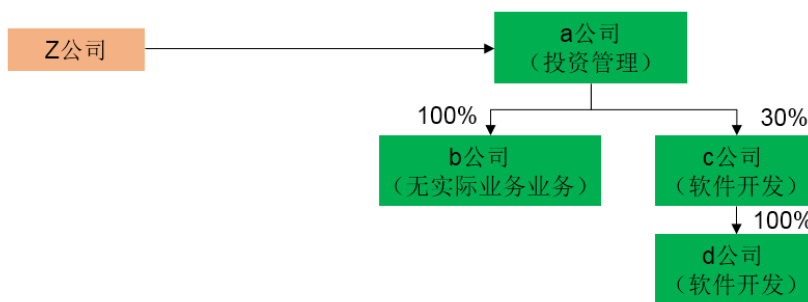 Z公司
a公司
（投资管理）
100%
30%
b公司
（无实际业务业务）
c公司
（软件开发）
100%
d公司
（软件开发）